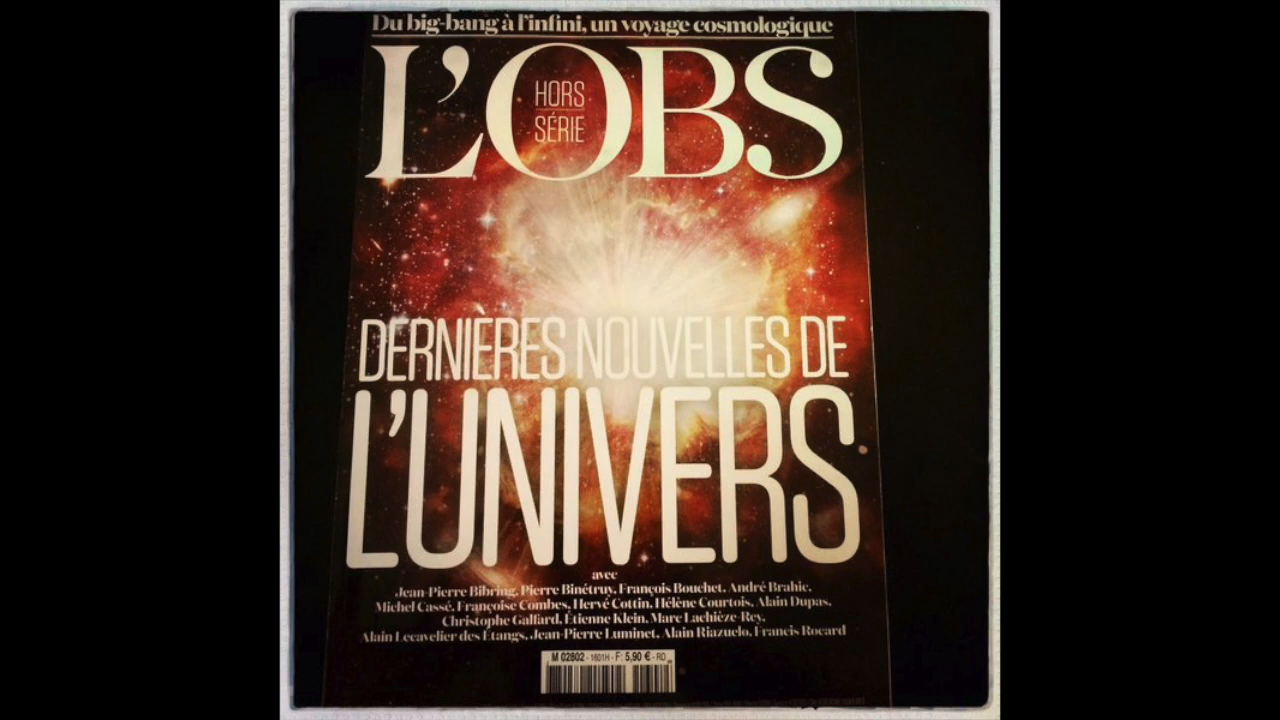 Du big-bang à l'infini, un voyage cosmologique
L'OBS
HORS
SÉRIE
DERNIÈRES NOUVELLES DE
L'UNIVERS
avec
Jean-Pierre Bibring, Pierre Binétruy, François Bouchet, André Brahic,
Michel Cassé, Françoise Combes, Hervé Cottin, Hélène Courtois, Alain Dupas,
Christophe Galfard, Étienne Klein, Marc Lachièze-Rey,
Alain Lecavelier des Étangs, Jean-Pierre Luminet, Alain Riazuelo, Francis Rocard
M 02802 - 1601H - F: 5,90 € - RD